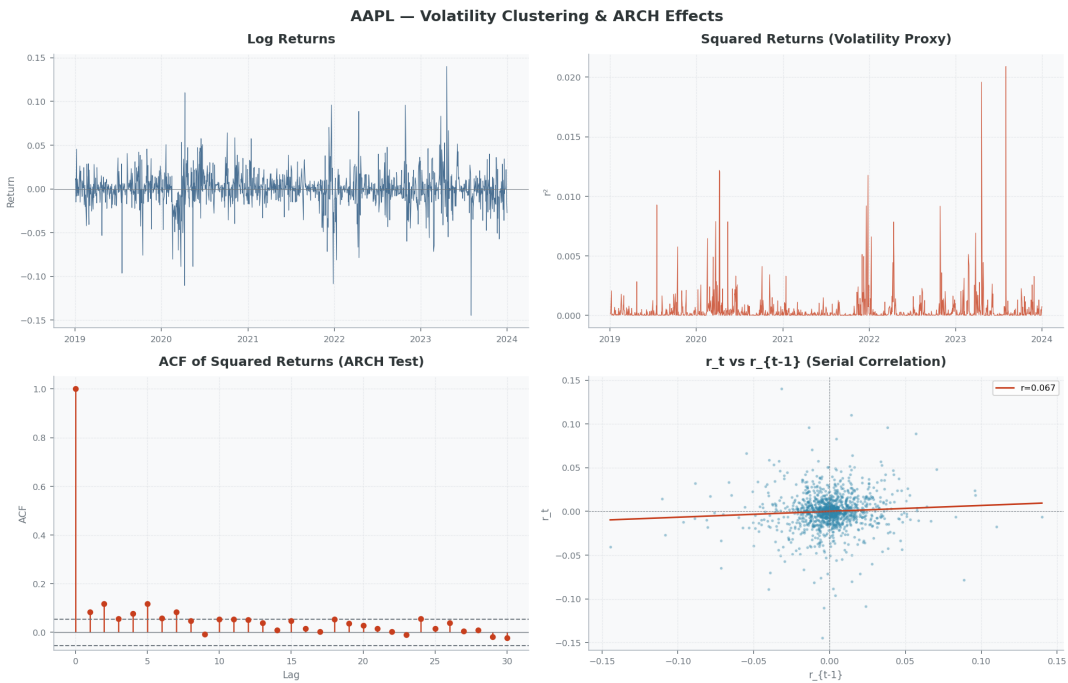 AAPL — Volatility Clustering & ARCH Effects
Log Returns
Return
0.15
0.10
0.05
0.00
−0.05
−0.10
−0.15
2019 2020 2021 2022 2023 2024
Squared Returns (Volatility Proxy)
r²
0.020
0.015
0.010
0.005
0.000
2019 2020 2021 2022 2023 2024
ACF of Squared Returns (ARCH Test)
ACF
1.0
0.8
0.6
0.4
0.2
0.0
0 5 10 15 20 25 30
Lag
r_t vs r_{t-1} (Serial Correlation)
r=0.067
r_t
0.15
0.10
0.05
0.00
−0.05
−0.10
−0.15
−0.15 −0.10 −0.05 0.00 0.05 0.10 0.15
r_{t-1}